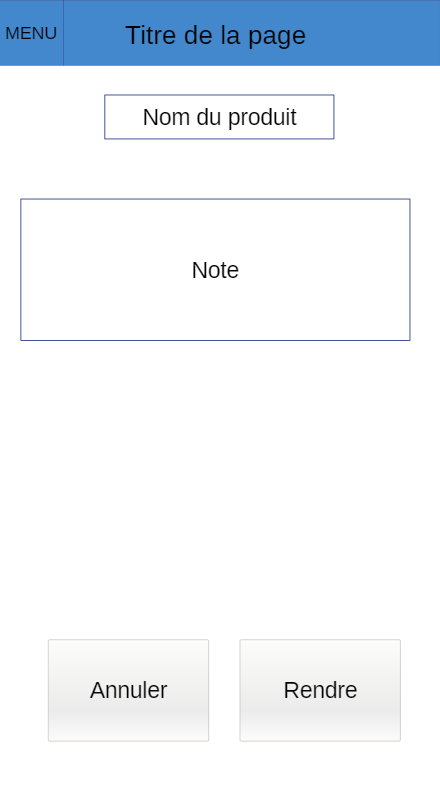 MENU
Titre de la page
Nom du produit
Note
Annuler
Rendre